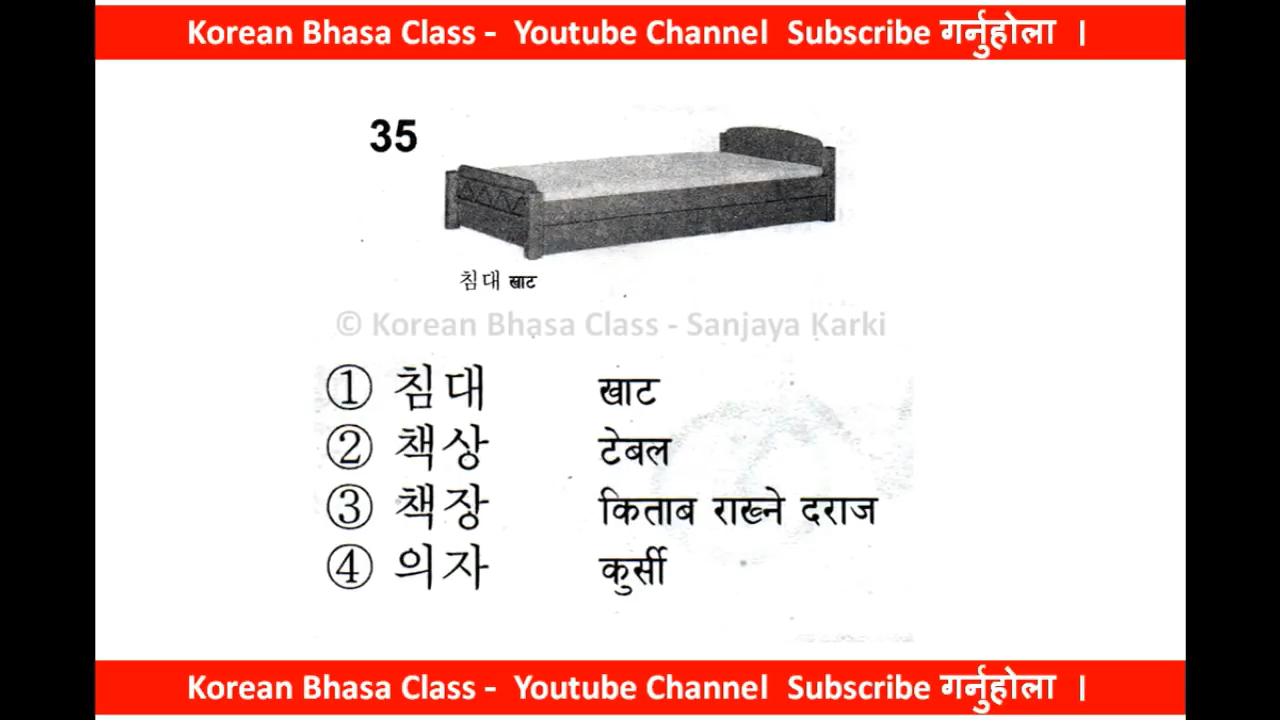 Korean Bhasa Class - Youtube Channel Subscribe गर्नुहोला ।
35
침대 खाट
© Korean Bhasa Class - Sanjaya Karki
① 침대 खाट
② 책상 टेबल
③ 책장 किताब राख्ने दराज
④ 의자 कुर्सी
Korean Bhasa Class - Youtube Channel Subscribe गर्नुहोला ।